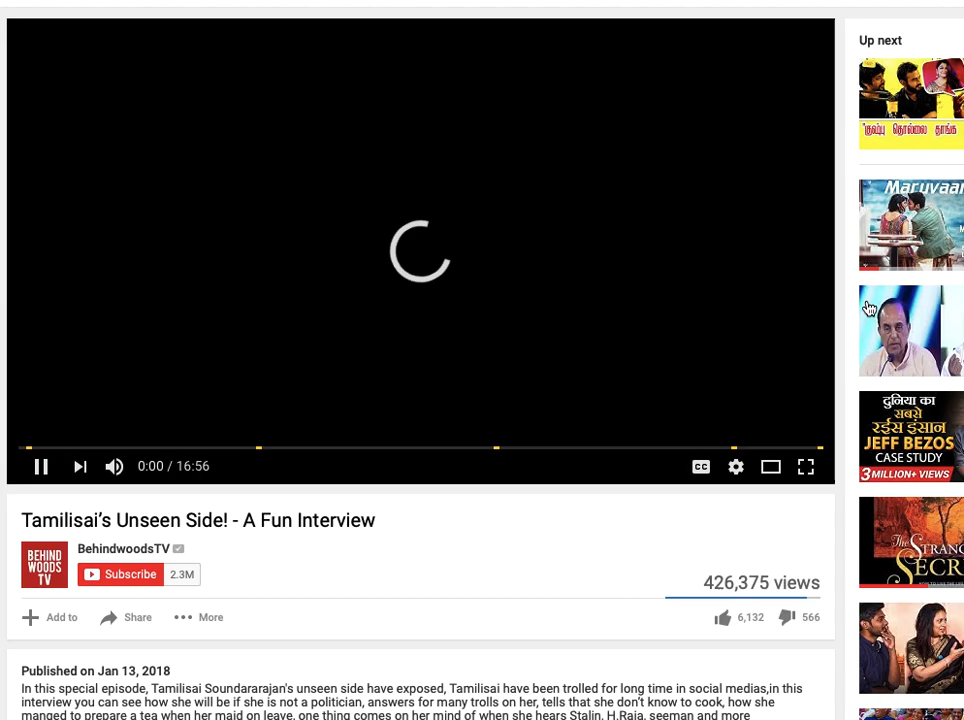 Up next
"குஷ்பு தொல்லை தாங்க
Maruvaar
0:00 / 16:56
CC
Tamilisai's Unseen Side! - A Fun Interview
BEHIND
WOODS
TV
BehindwoodsTV
Subscribe 2.3M
426,375 views
Add to Share More 6,132 566
Published on Jan 13, 2018
In this special episode, Tamilisai Soundararajan's unseen side have exposed, Tamilisai have been trolled for long time in social medias,in this
interview you can see how she will be if she is not a politician, answers for many trolls on her, tells that she don't know to cook, how she
managed to prepare a tea when her maid on leave, one thing comes on her mind of when she hears Stalin, H.Raja, seeman and more
दुनिया का
सबसे
रईस इंसान
JEFF BEZOS
CASE STUDY
3 MILLION+ VIEWS
The STRANG
SECR